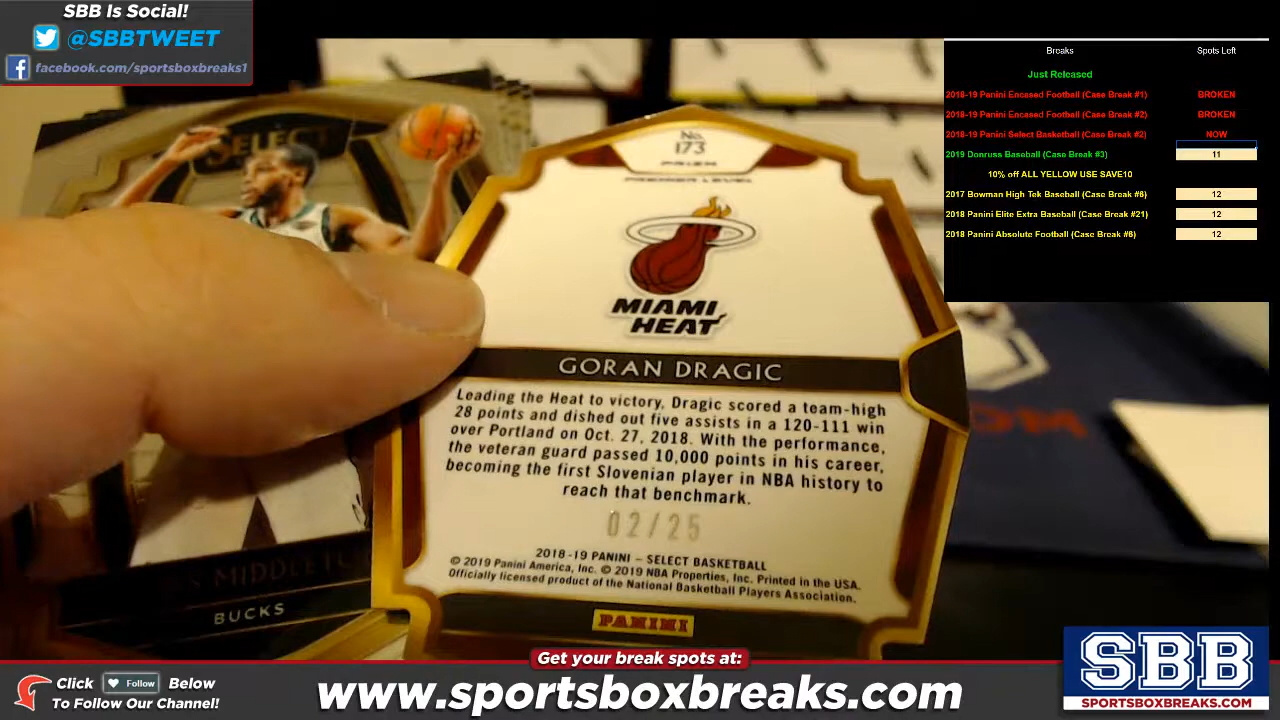 SBB Is Social!
@SBBTWEET
facebook.com/sportsboxbreaks1
Breaks Spots Left
Just Released
2018-19 Panini Encased Football (Case Break #1) BROKEN
2018-19 Panini Encased Football (Case Break #2) BROKEN
2018-19 Panini Select Basketball (Case Break #2) NOW
2019 Donruss Baseball (Case Break #3) 11
10% off ALL YELLOW USE SAVE10
2017 Bowman High Tek Baseball (Case Break #6) 12
2018 Panini Elite Extra Baseball (Case Break #21) 12
2018 Panini Absolute Football (Case Break #6) 12
SELECT
BUCKS
No.
173
PRIZM
PREMIER LEVEL
MIAMI
HEAT
GORAN DRAGIC
Leading the Heat to victory, Dragic scored a team-high
28 points and dished out five assists in a 120-111 win
over Portland on Oct. 27, 2018. With the performance,
the veteran guard passed 10,000 points in his career,
becoming the first Slovenian player in NBA history to
reach that benchmark.
02/25
2018-19 PANINI – SELECT BASKETBALL
© 2019 Panini America, Inc. © 2019 NBA Properties, Inc. Printed in the USA.
Officially licensed product of the National Basketball Players Association.
PANINI
Get your break spots at:
Click Follow Below
To Follow Our Channel!
www.sportsboxbreaks.com
SBB
SPORTSBOXBREAKS.COM